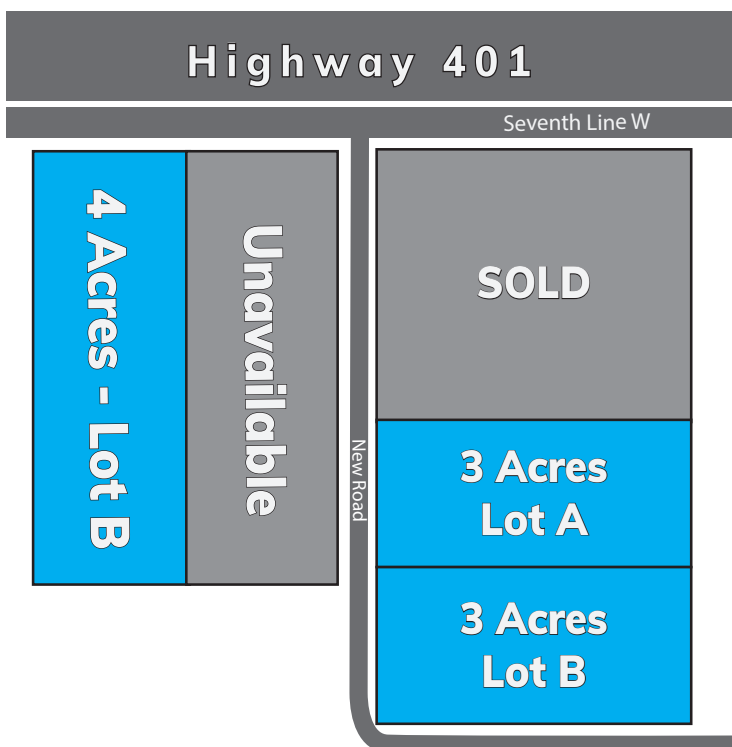 Highway 401
Seventh Line W
4 Acres - Lot B
Unavailable
SOLD
New Road
3 Acres
Lot A
3 Acres
Lot B